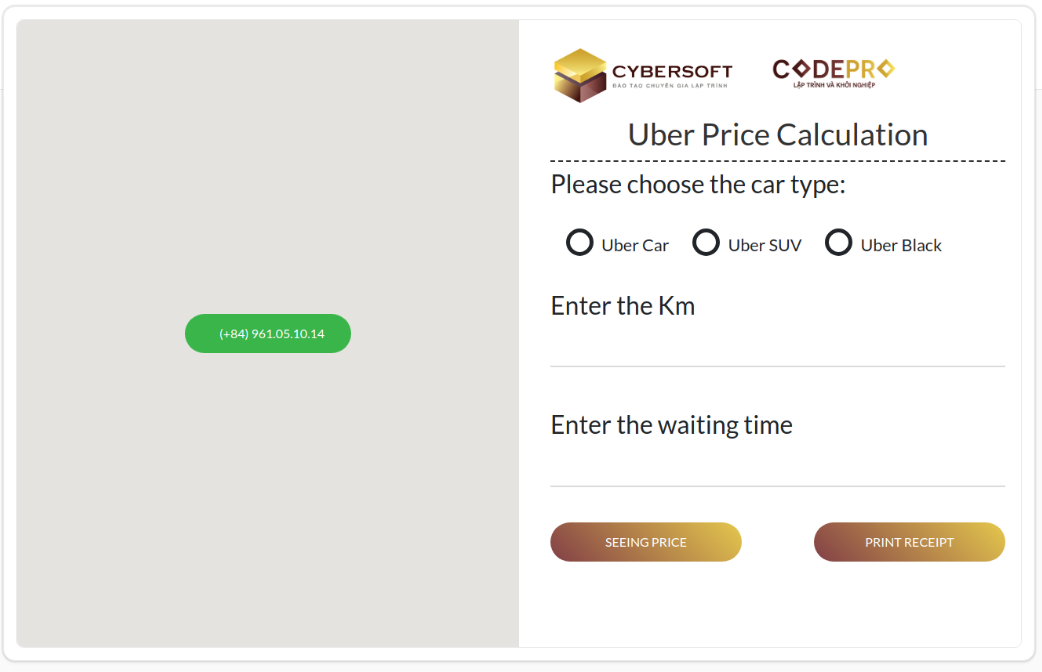 (+84) 961.05.10.14
CYBERSOFT
ĐÀO TẠO CHUYÊN GIA LẬP TRÌNH
CODEPRO
LẬP TRÌNH VÀ KHỞI NGHIỆP
Uber Price Calculation
Please choose the car type:
Uber Car Uber SUV Uber Black
Enter the Km
Enter the waiting time
SEEING PRICE PRINT RECEIPT